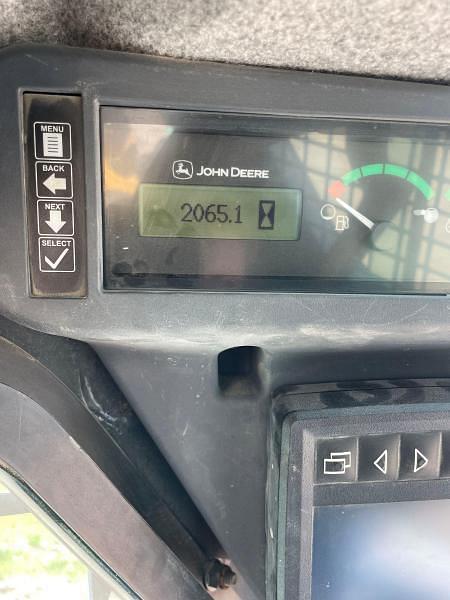 MENU
BACK
NEXT
SELECT
JOHN DEERE
2065.1